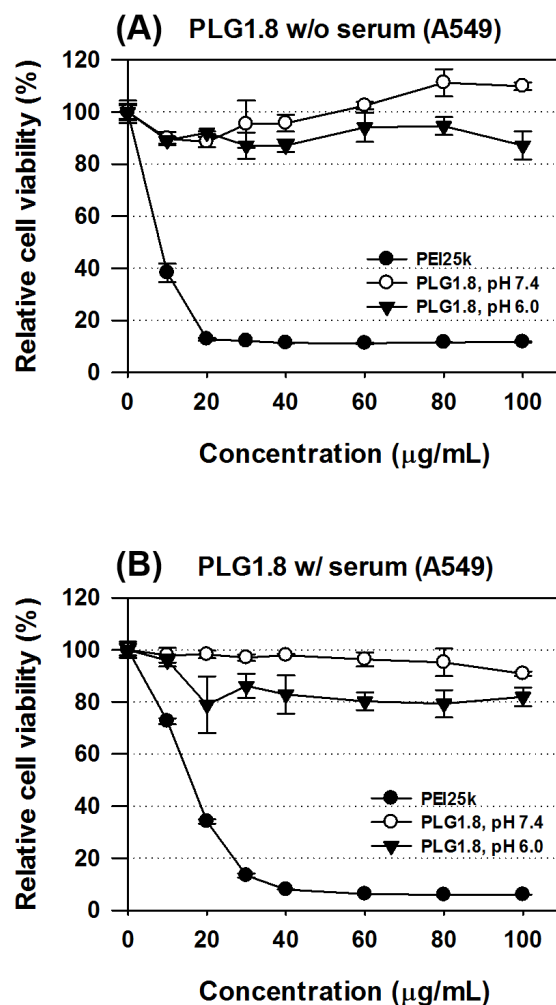 (A) PLG1.8 w/o serum (A549)
Relative cell viability (%)
120
100
80
60
40
20
0
PEI25k
PLG1.8, pH 7.4
PLG1.8, pH 6.0
0 20 40 60 80 100
Concentration (μg/mL)
(B) PLG1.8 w/ serum (A549)
Relative cell viability (%)
120
100
80
60
40
20
0
PEI25k
PLG1.8, pH 7.4
PLG1.8, pH 6.0
0 20 40 60 80 100
Concentration (μg/mL)